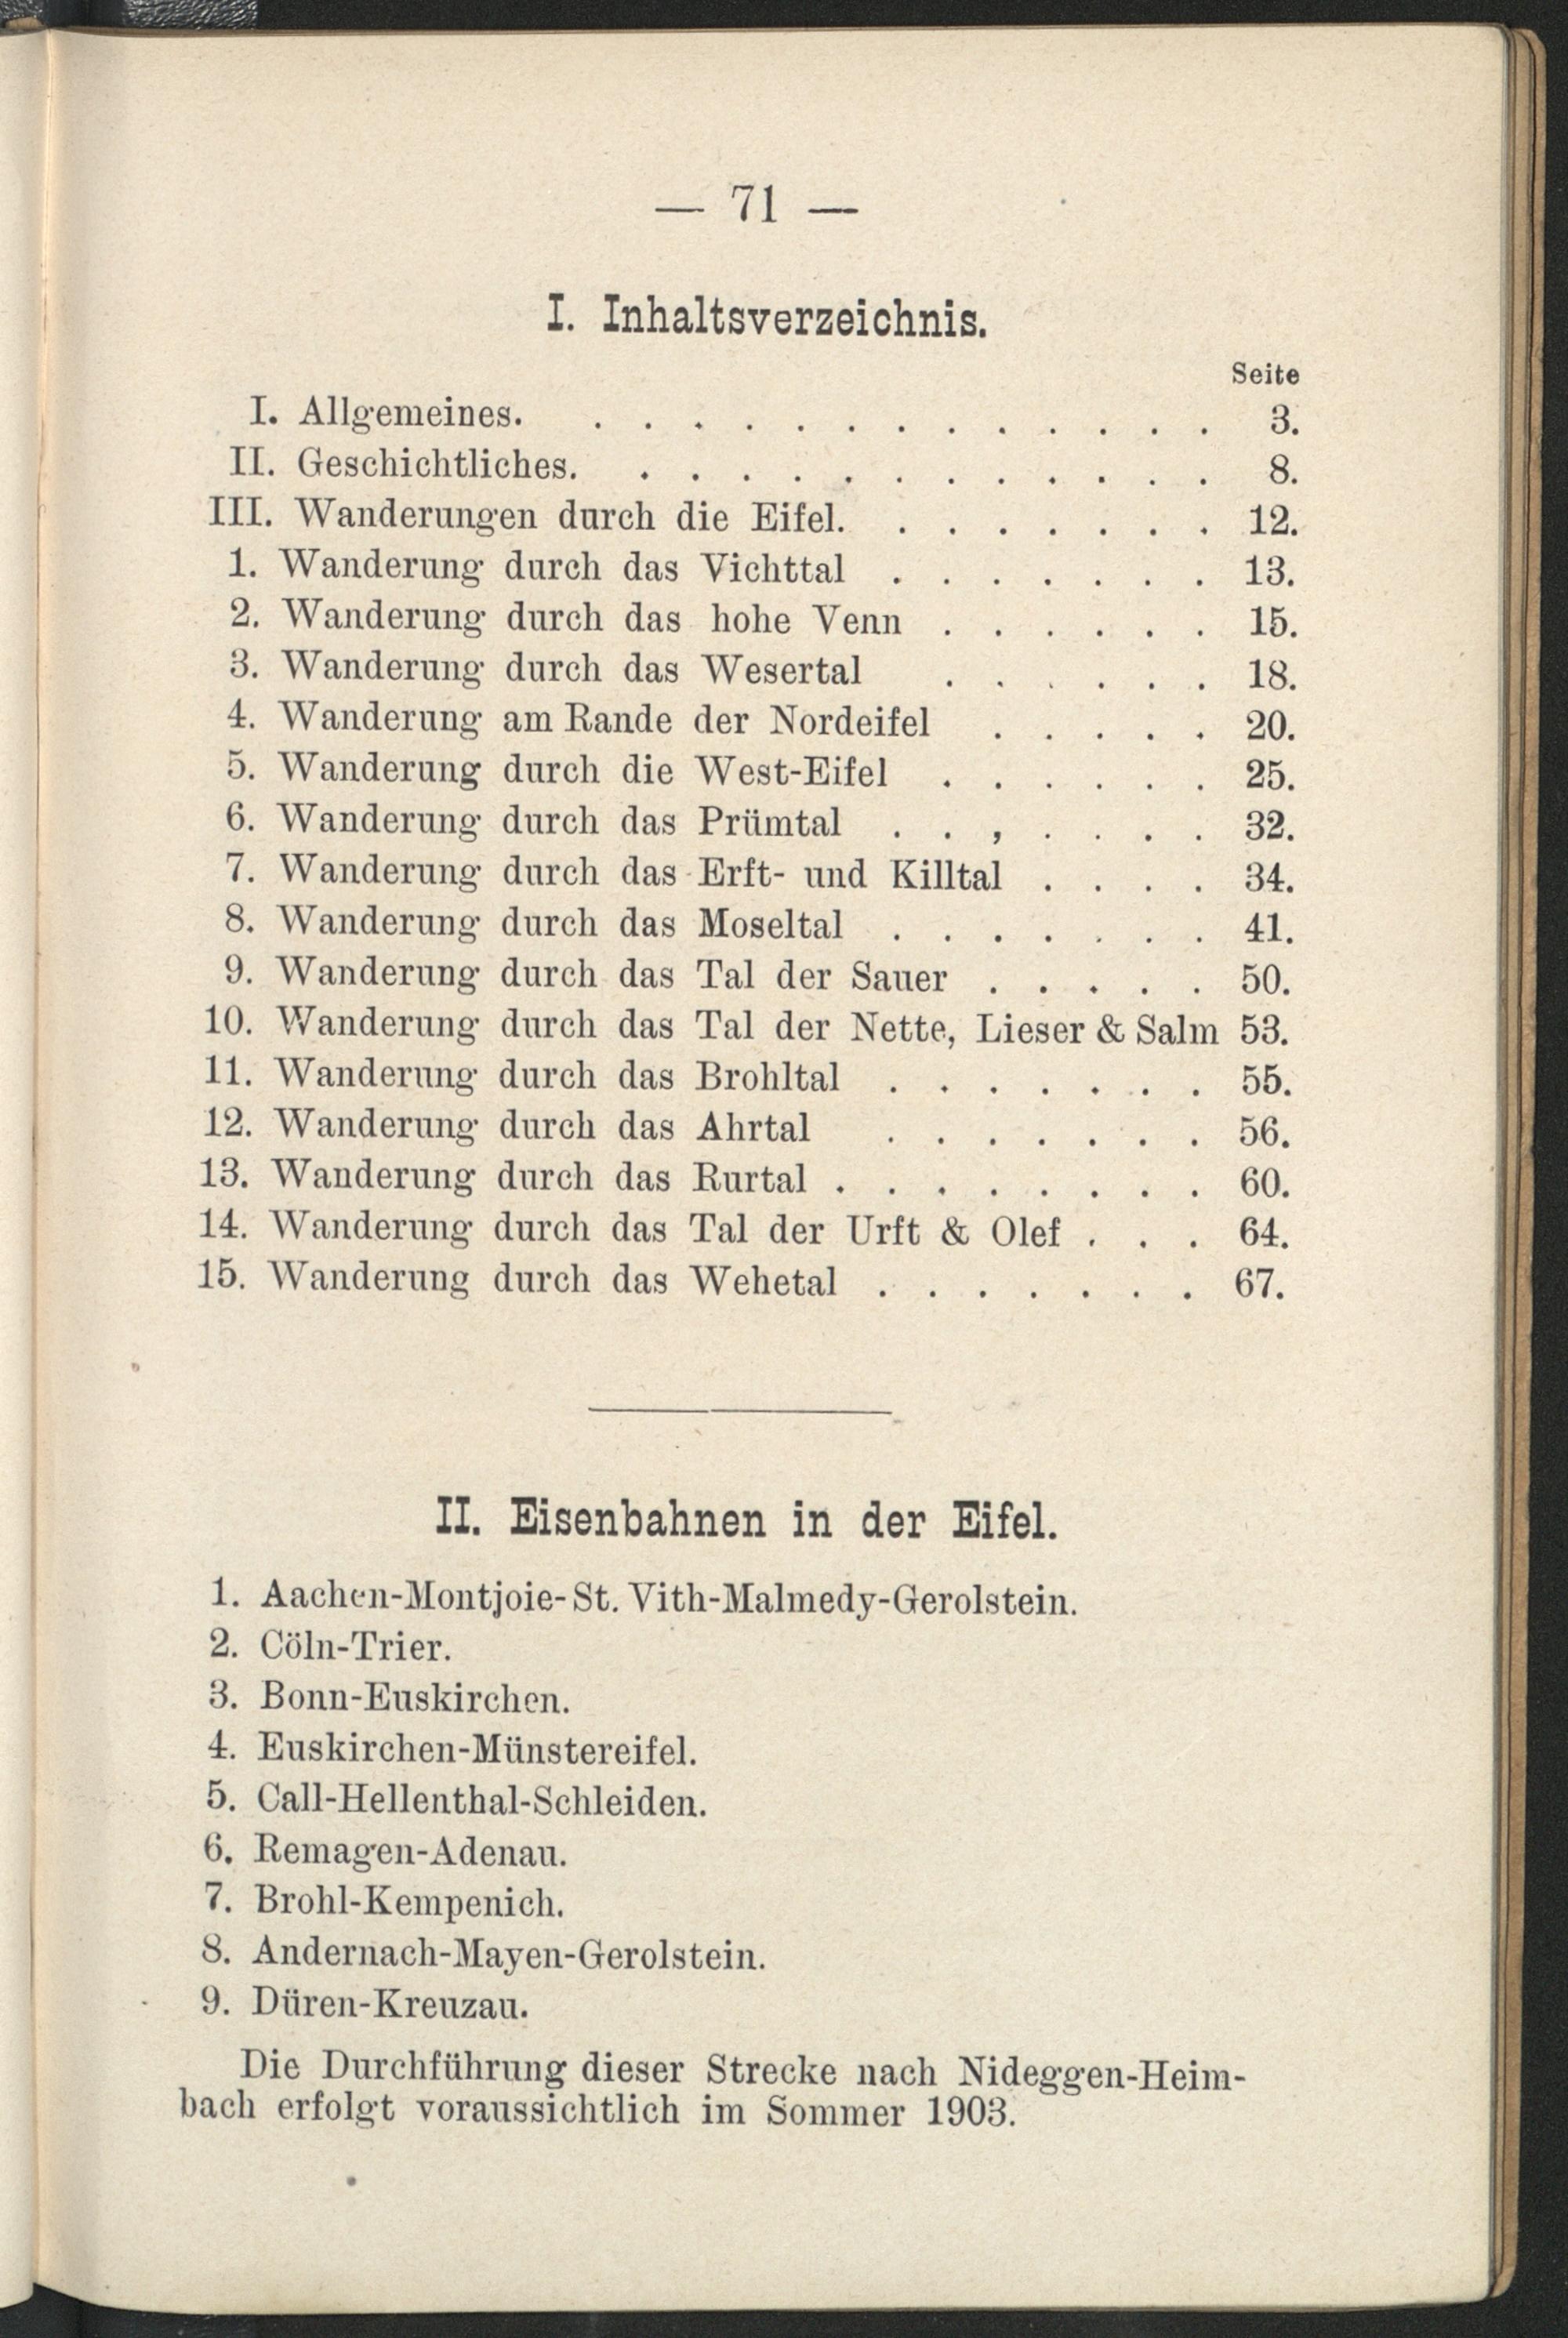 — 71 —
I. Inhaltsverzeichnis.
Seite
I. Allgemeines. . . . . . . . . . . . . . 3.
II. Geschichtliches. . . . . . . . . . . . . 8.
III. Wanderungen durch die Eifel. . . . . . . . 12.
1. Wanderung durch das Vichttal . . . . . . . 13.
2. Wanderung durch das hohe Venn . . . . . . 15.
3. Wanderung durch das Wesertal . . . . . . 18.
4. Wanderung am Rande der Nordeifel . . . . . 20.
5. Wanderung durch die West-Eifel . . . . . . 25.
6. Wanderung durch das Prümtal . . , . . . . 32.
7. Wanderung durch das Erft- und Killtal . . . . 34.
8. Wanderung durch das Moseltal . . . . . . . 41.
9. Wanderung durch das Tal der Sauer . . . . . 50.
10. Wanderung durch das Tal der Nette, Lieser & Salm 53.
11. Wanderung durch das Brohltal . . . . . . . 55.
12. Wanderung durch das Ahrtal . . . . . . . 56.
13. Wanderung durch das Rurtal . . . . . . . . 60.
14. Wanderung durch das Tal der Urft & Olef . . . 64.
15. Wanderung durch das Wehetal . . . . . . . 67.
II. Eisenbahnen in der Eifel.
1. Aachen-Montjoie-St. Vith-Malmedy-Gerolstein.
2. Cöln-Trier.
3. Bonn-Euskirchen.
4. Euskirchen-Münstereifel.
5. Call-Hellenthal-Schleiden.
6. Remagen-Adenau.
7. Brohl-Kempenich.
8. Andernach-Mayen-Gerolstein.
9. Düren-Kreuzau.
Die Durchführung dieser Strecke nach Nideggen-Heim-
bach erfolgt voraussichtlich im Sommer 1903.